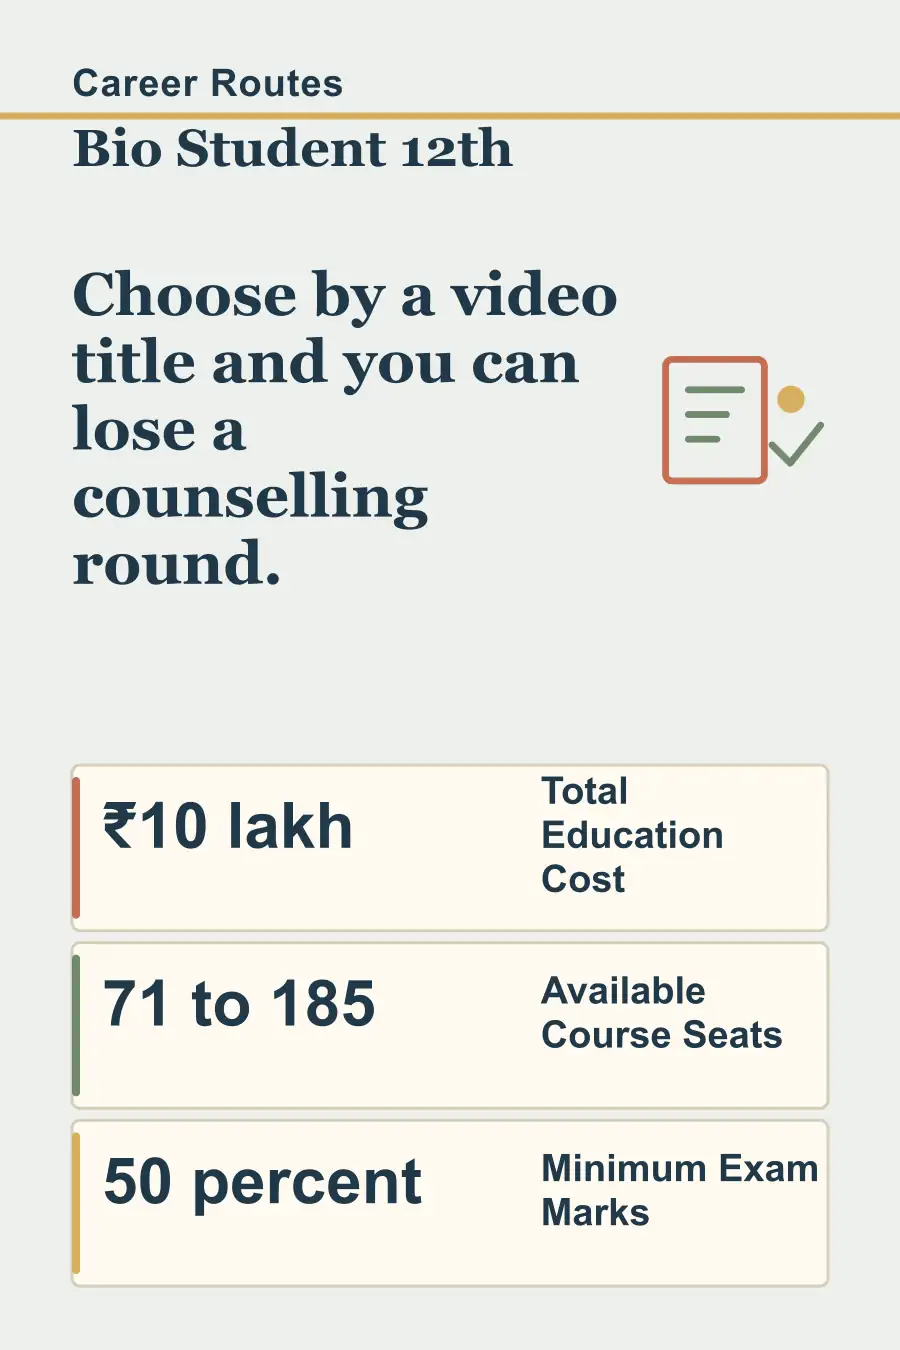 Career Routes
Bio Student 12th
Choose by a video
title and you can
lose a
counselling
round.
₹10 lakh
Total
Education
Cost
71 to 185
Available
Course Seats
50 percent
Minimum Exam
Marks